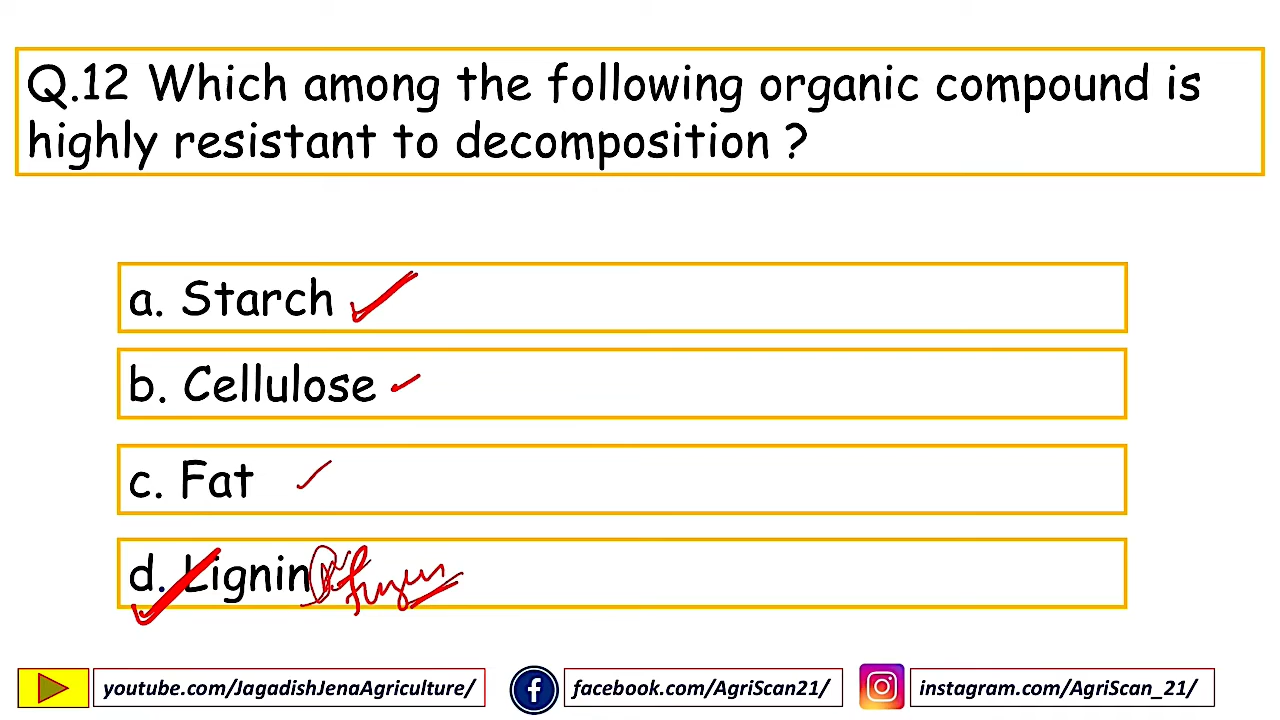 Q.12 Which among the following organic compound is
highly resistant to decomposition ?
a. Starch
b. Cellulose
c. Fat
d. Lignin
youtube.com/JagadishJenaAgriculture/
facebook.com/AgriScan21/
instagram.com/AgriScan_21/